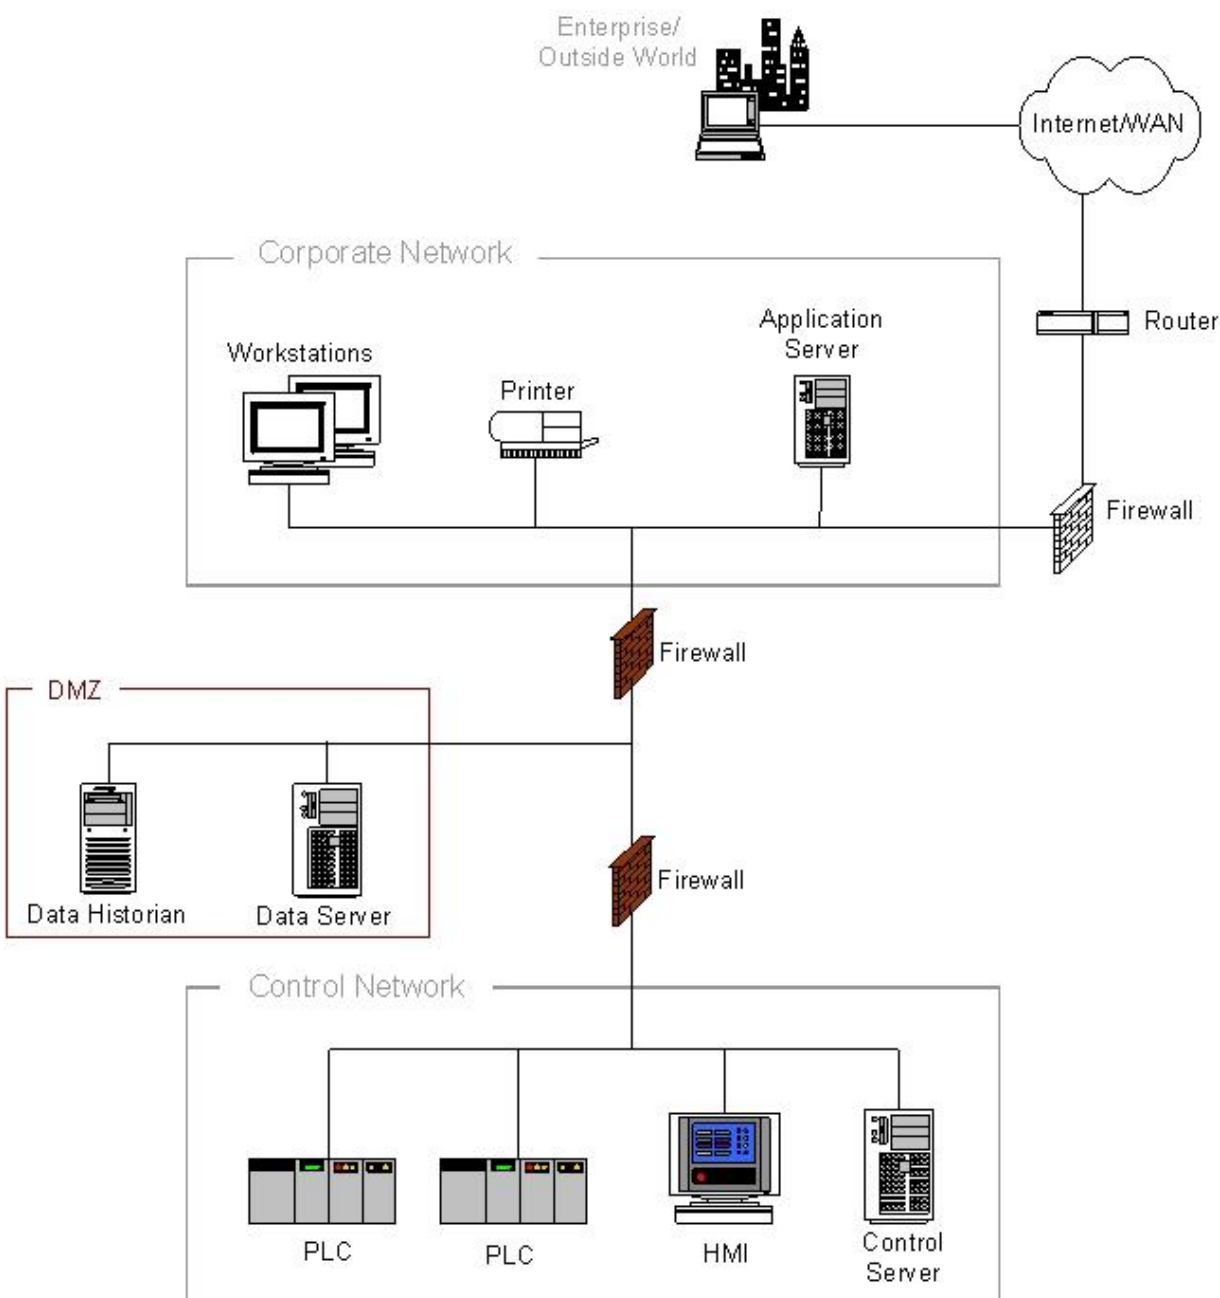 Enterprise/
Outside World
Internet/WAN
Corporate Network
Router
Application
Server
Workstations
Printer
Firewall
Firewall
DMZ
Firewall
Data Historian
Data Server
Control Network
PLC
PLC
HMI
Control
Server